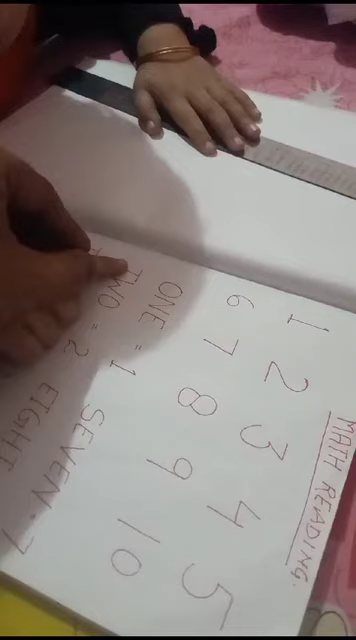 MATH READING.
1 2 3 4 5
6 7 8 9 10
ONE = 1 SEVEN - 7
TWO = 2 EIGHT